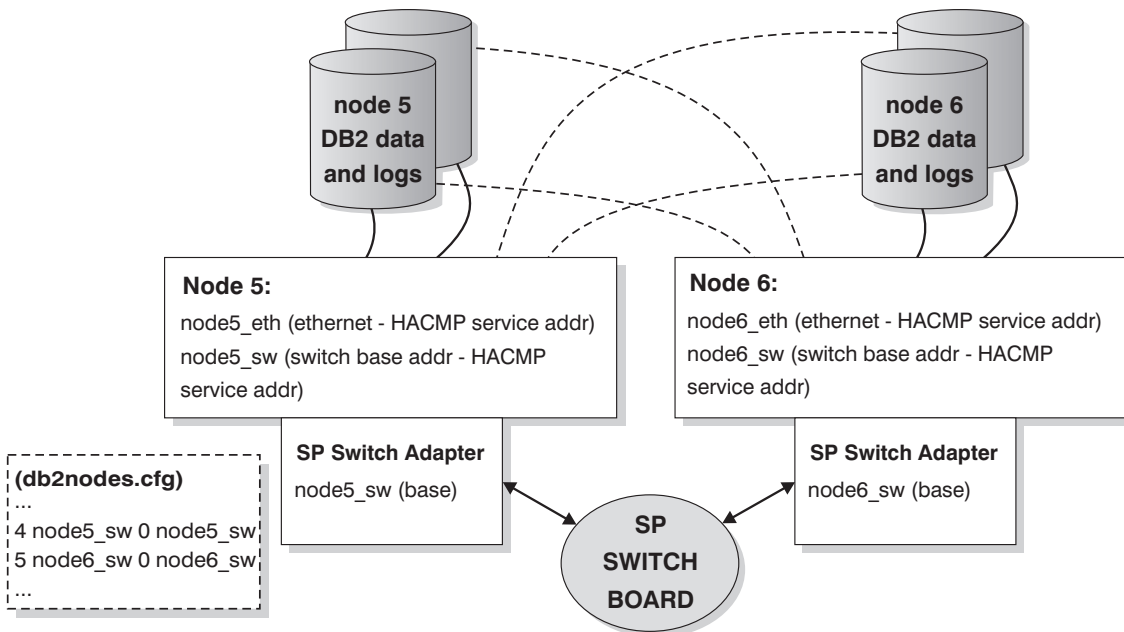 node 5
DB2 data
and logs
node 6
DB2 data
and logs
Node 5:
node5_eth (ethernet - HACMP service addr)
node5_sw (switch base addr - HACMP
service addr)
Node 6:
node6_eth (ethernet - HACMP service addr)
node6_sw (switch base addr - HACMP
service addr)
SP Switch Adapter
node5_sw (base)
SP Switch Adapter
node6_sw (base)
(db2nodes.cfg)
...
4 node5_sw 0 node5_sw
5 node6_sw 0 node6_sw
...
SP
SWITCH
BOARD